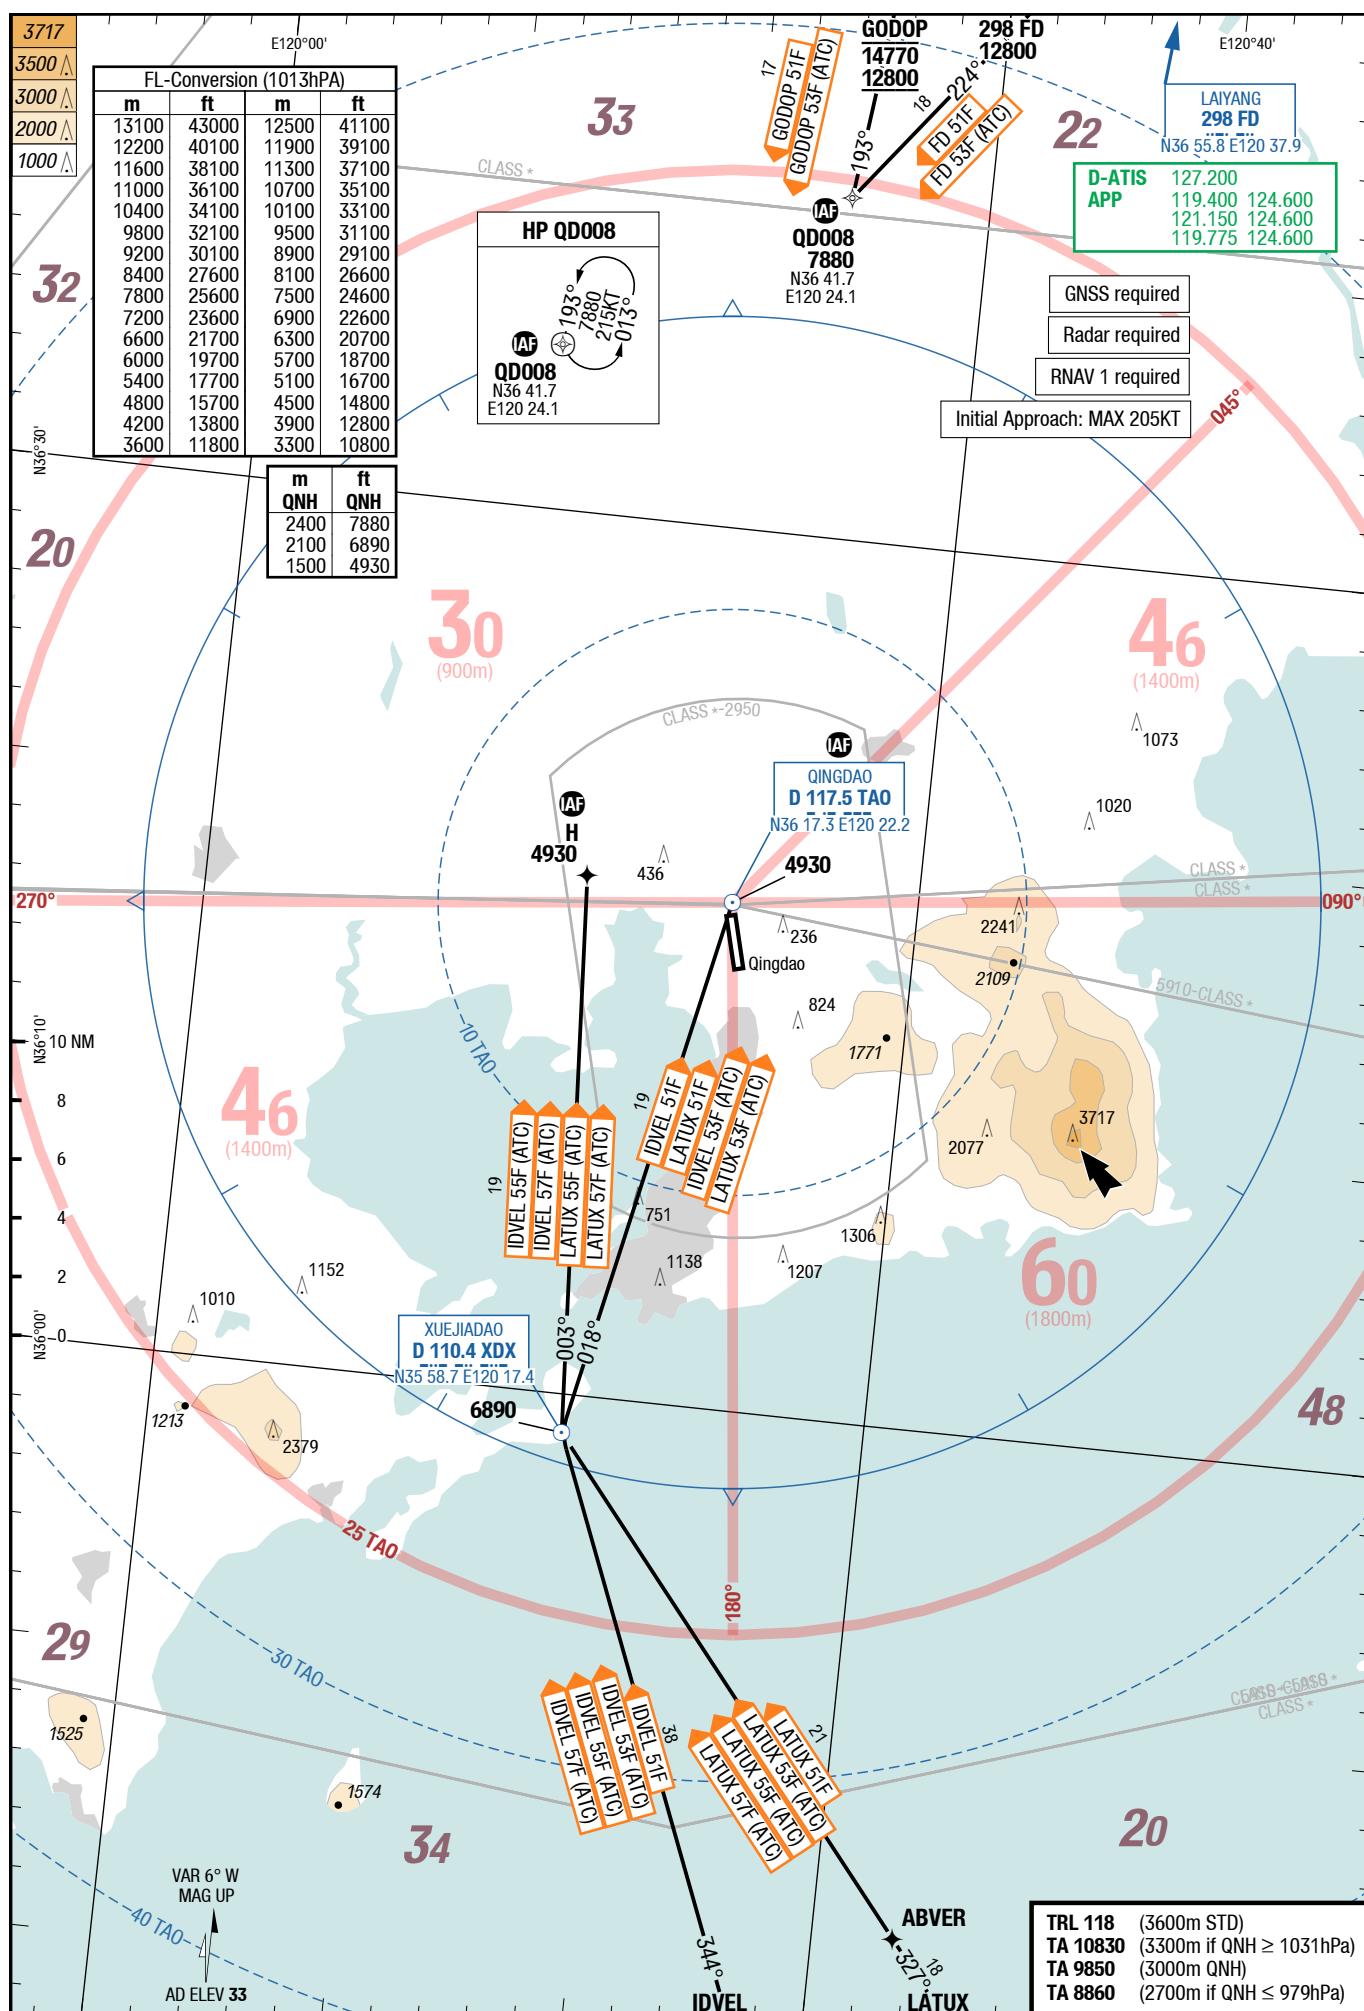 3717
3500
3000
2000
1000
E120°00'
FL-Conversion (1013hPA)
m ft m ft
13100 43000 12500 41100
12200 40100 11900 39100
11600 38100 11300 37100
11000 36100 10700 35100
10400 34100 10100 33100
9800 32100 9500 31100
9200 30100 8900 29100
8400 27600 8100 26600
7800 25600 7500 24600
7200 23600 6900 22600
6600 21700 6300 20700
6000 19700 5700 18700
5400 17700 5100 16700
4800 15700 4500 14800
4200 13800 3900 12800
3600 11800 3300 10800
m ft
QNH QNH
2400 7880
2100 6890
1500 4930
33
CLASS *
17
GODOP 51F
GODOP 53F (ATC)
GODOP
14770
12800
193°
298 FD
12800
224°
18
FD 51F
FD 53F (ATC)
E120°40'
22
LAIYANG
298 FD
N36 55.8 E120 37.9
D-ATIS 127.200
APP 119.400 124.600
121.150 124.600
119.775 124.600
HP QD008
193°
7880
215KT
013°
IAF
QD008
N36 41.7
E120 24.1
IAF
QD008
7880
N36 41.7
E120 24.1
GNSS required
Radar required
RNAV 1 required
Initial Approach: MAX 205KT
045°
32
N36°30'
20
30
(900m)
46
(1400m)
CLASS *-2950
1073
1020
IAF
QINGDAO
D 117.5 TAO
N36 17.3 E120 22.2
4930
IAF
H
4930
436
CLASS *
CLASS *
270°
090°
236
Qingdao
2241
2109
5910-CLASS *
824
1771
N36°10'
10 NM
8
6
4
2
0
N36°00'
10 TAO
46
(1400m)
3717
2077
1306
1207
60
(1800m)
19
IDVEL 51F
LATUX 51F
IDVEL 53F (ATC)
LATUX 53F (ATC)
19
IDVEL 55F (ATC)
IDVEL 57F (ATC)
LATUX 55F (ATC)
LATUX 57F (ATC)
751
1138
1152
1010
003°
018°
XUEJIADAO
D 110.4 XDX
N35 58.7 E120 17.4
6890
1213
2379
48
25 TAO
180°
29
30 TAO
1525
1574
34
IDVEL 57F (ATC)
IDVEL 55F (ATC)
IDVEL 53F (ATC)
IDVEL 51F
38
LATUX 57F (ATC)
LATUX 55F (ATC)
LATUX 53F (ATC)
LATUX 51F
21
CLASS *
20
VAR 6° W
MAG UP
40 TAO
AD ELEV 33
344°
IDVEL
ABVER
327°
18
LATUX
TRL 118 (3600m STD)
TA 10830 (3300m if QNH ≥ 1031hPa)
TA 9850 (3000m QNH)
TA 8860 (2700m if QNH ≤ 979hPa)